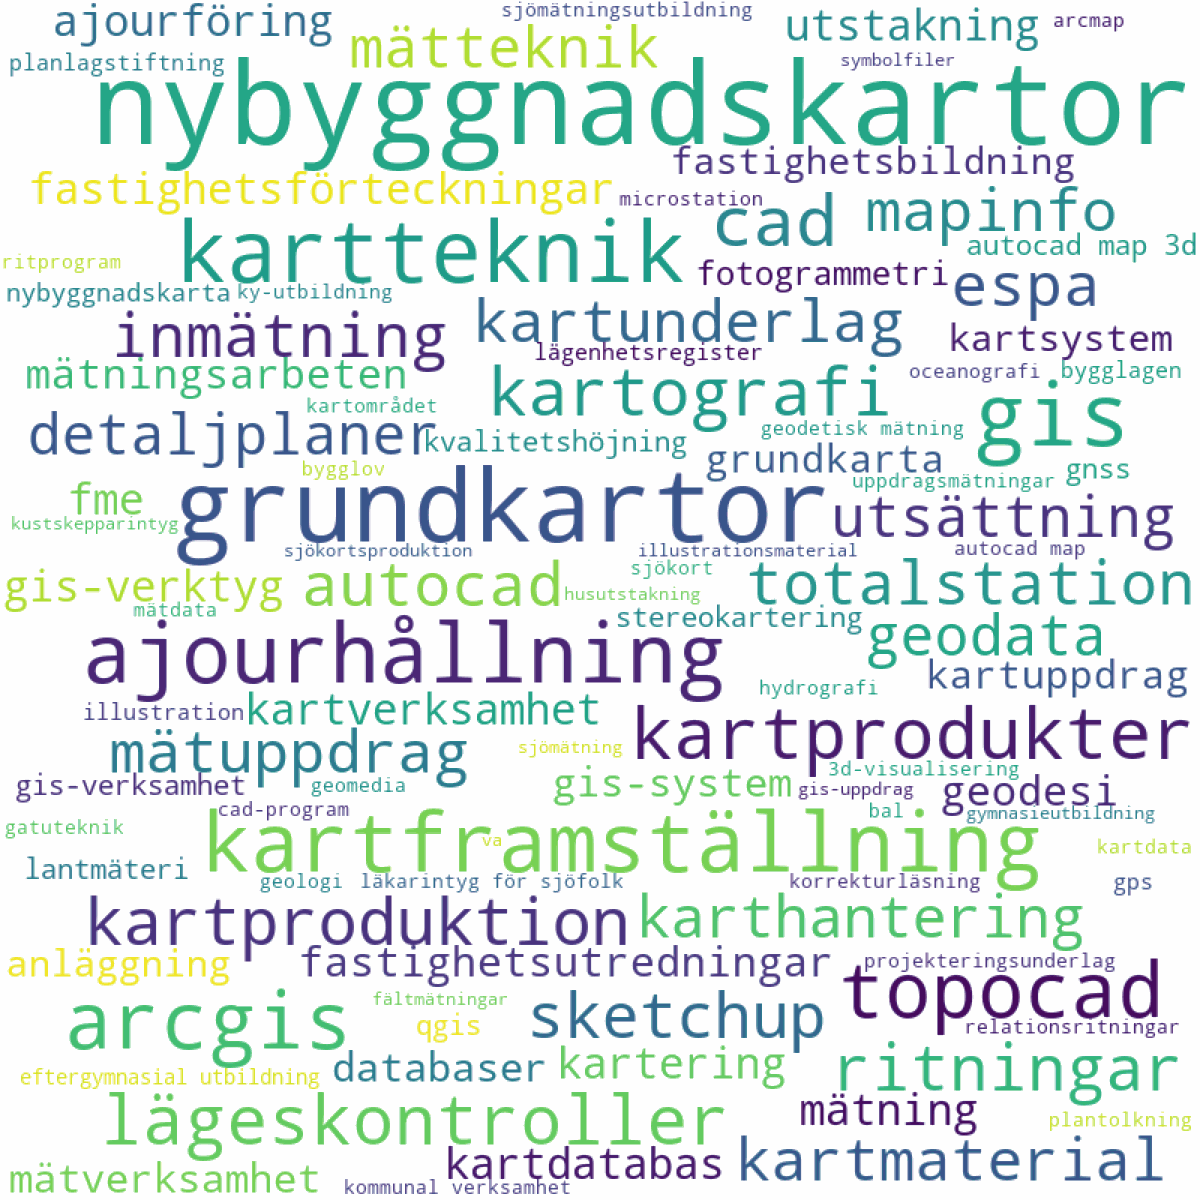 sjömätningsutbildning
ajourföring
utstakning
arcmap
mätteknik
planlagstiftning
symbolfiler
nybyggnadskartor
fastighetsbildning
fastighetsförteckningar
microstation
cad
mapinfo
kartteknik
autocad map 3d
ritprogram
fotogrammetri
espa
nybyggnadskarta
ky-utbildning
inmätning
kartunderlag
kartsystem
lägenhetsregister
mätningsarbeten
kartografi
oceanografi
bygglagen
kartområdet
gis
detaljplaner
kvalitetshöjning
geodetisk mätning
grundkarta
bygglov
gnss
uppdragsmätningar
fme
grundkartor
utsättning
kustskepparintyg
sjökortsproduktion
illustrationsmaterial
autocad map
sjökort
gis-verktyg
autocad
husutstakning
totalstation
mätdata
stereokartering
ajourhållning
geodata
kartuppdrag
hydrografi
illustration
kartverksamhet
kartprodukter
mätuppdrag
sjömätning
3d-visualisering
gis-verksamhet
geomedia
gis-system
gis-uppdrag
geodesi
cad-program
bal
gymnasieutbildning
gatuteknik
kartframställning
va
kartdata
lantmäteri
geologi
läkarintyg för sjöfolk
korrekturläsning
gps
kartproduktion
karthantering
anläggning
fastighetsutredningar
projekteringsunderlag
topocad
arcgis
fältmätningar
qgis
sketchup
relationsritningar
databaser
kartering
ritningar
eftergymnasial utbildning
lägeskontroller
mätning
plantolkning
kartdatabas
kartmaterial
mätverksamhet
kommunal verksamhet